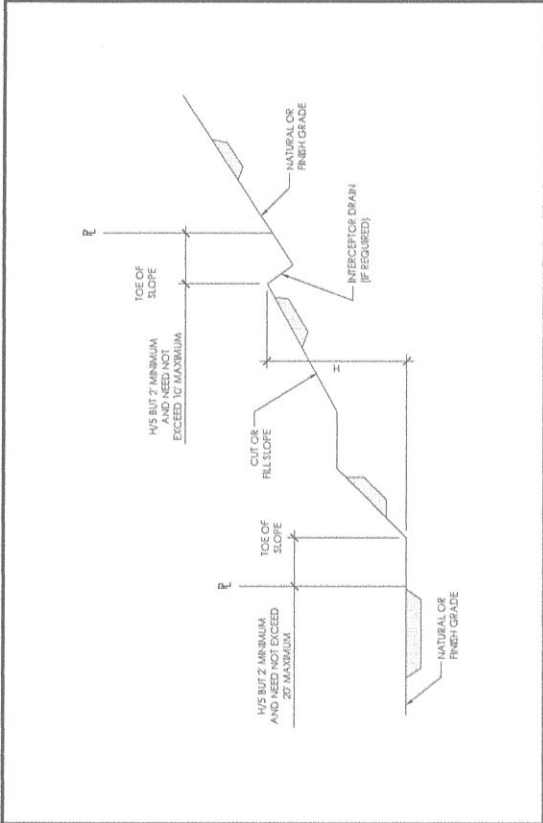 H/5 BUT 2' MINIMUM
AND NEED NOT EXCEED
20' MAXIMUM
PL
TOE OF
SLOPE
CUT OR
FILL SLOPE
H/5 BUT 2' MINIMUM
AND NEED NOT
EXCEED 10' MAXIMUM
TOE OF
SLOPE
PL
H
NATURAL OR
FINISH GRADE
INTERCEPTOR DRAIN
(IF REQUIRED)
NATURAL OR
FINISH GRADE